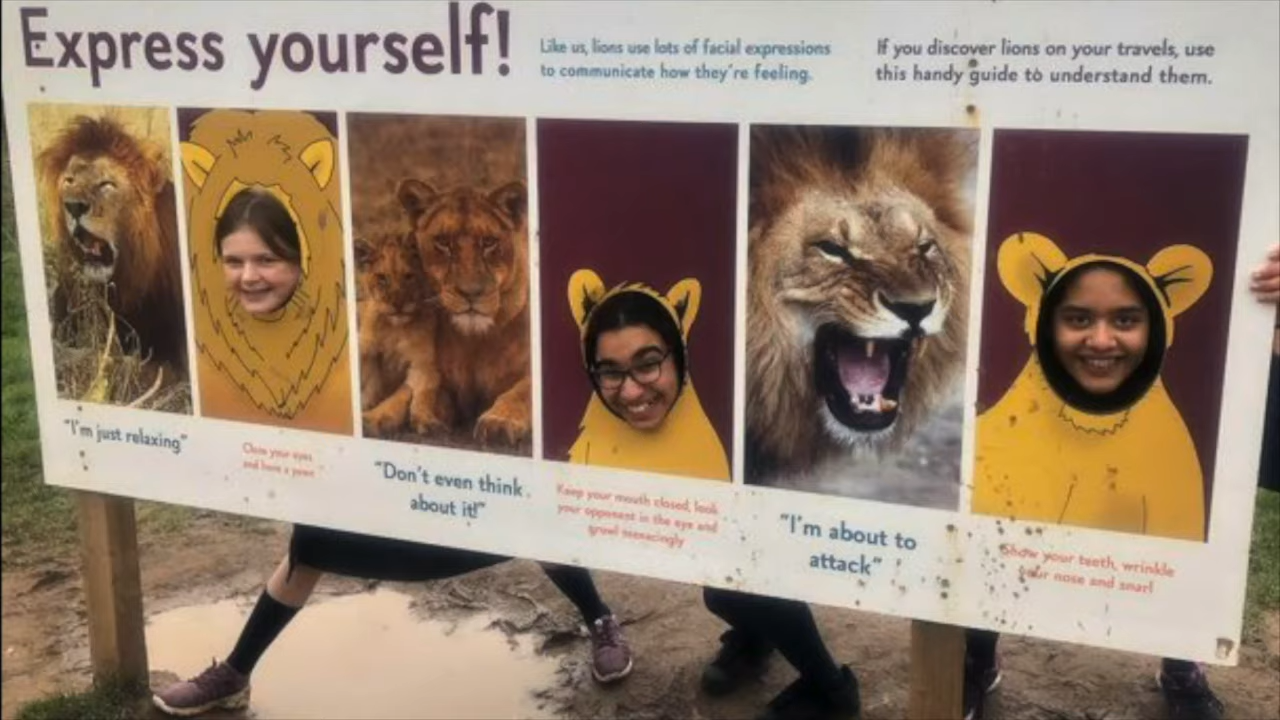 Express yourself!
Like us, lions use lots of facial expressions
to communicate how they're feeling.
If you discover lions on your travels, use
this handy guide to understand them.
"I'm just relaxing"
Close your eyes
and have a yawn
"Don't even think
about it!"
Keep your mouth closed, look
your opponent in the eye and
growl menacingly
"I'm about to
attack"
Show your teeth, wrinkle
your nose and snarl